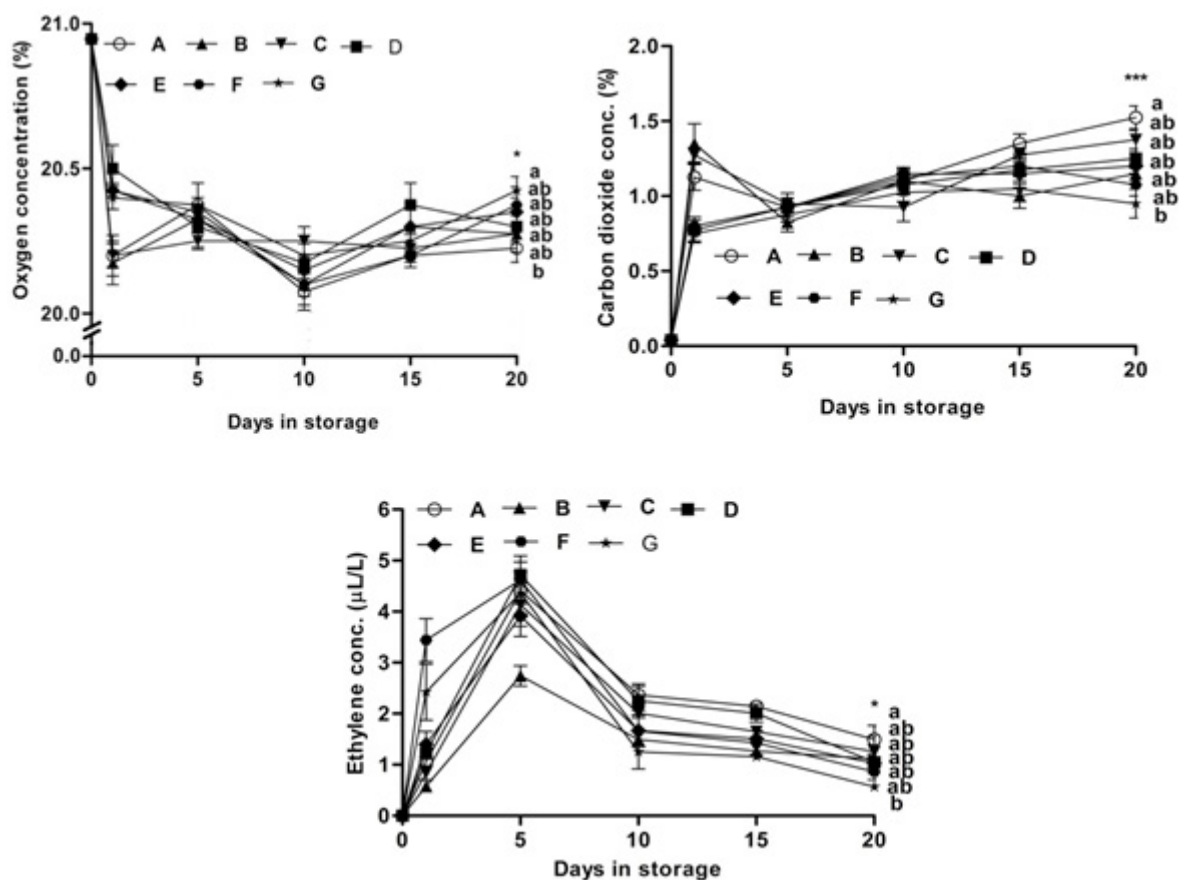 21.0
A B C D
E F G
20.5
20.0
0.0
*
a
ab
ab
ab
ab
ab
b
0 5 10 15 20
Oxygen concentration (%)
Days in storage
2.0
1.5
1.0
0.5
0.0
***
a
ab
ab
ab
ab
ab
b
A B C D
E F G
0 5 10 15 20
Carbon dioxide conc. (%)
Days in storage
6
5
4
3
2
1
0
A B C D
E F G
*
a
ab
ab
ab
ab
ab
b
0 5 10 15 20
Ethylene conc. (μL/L)
Days in storage